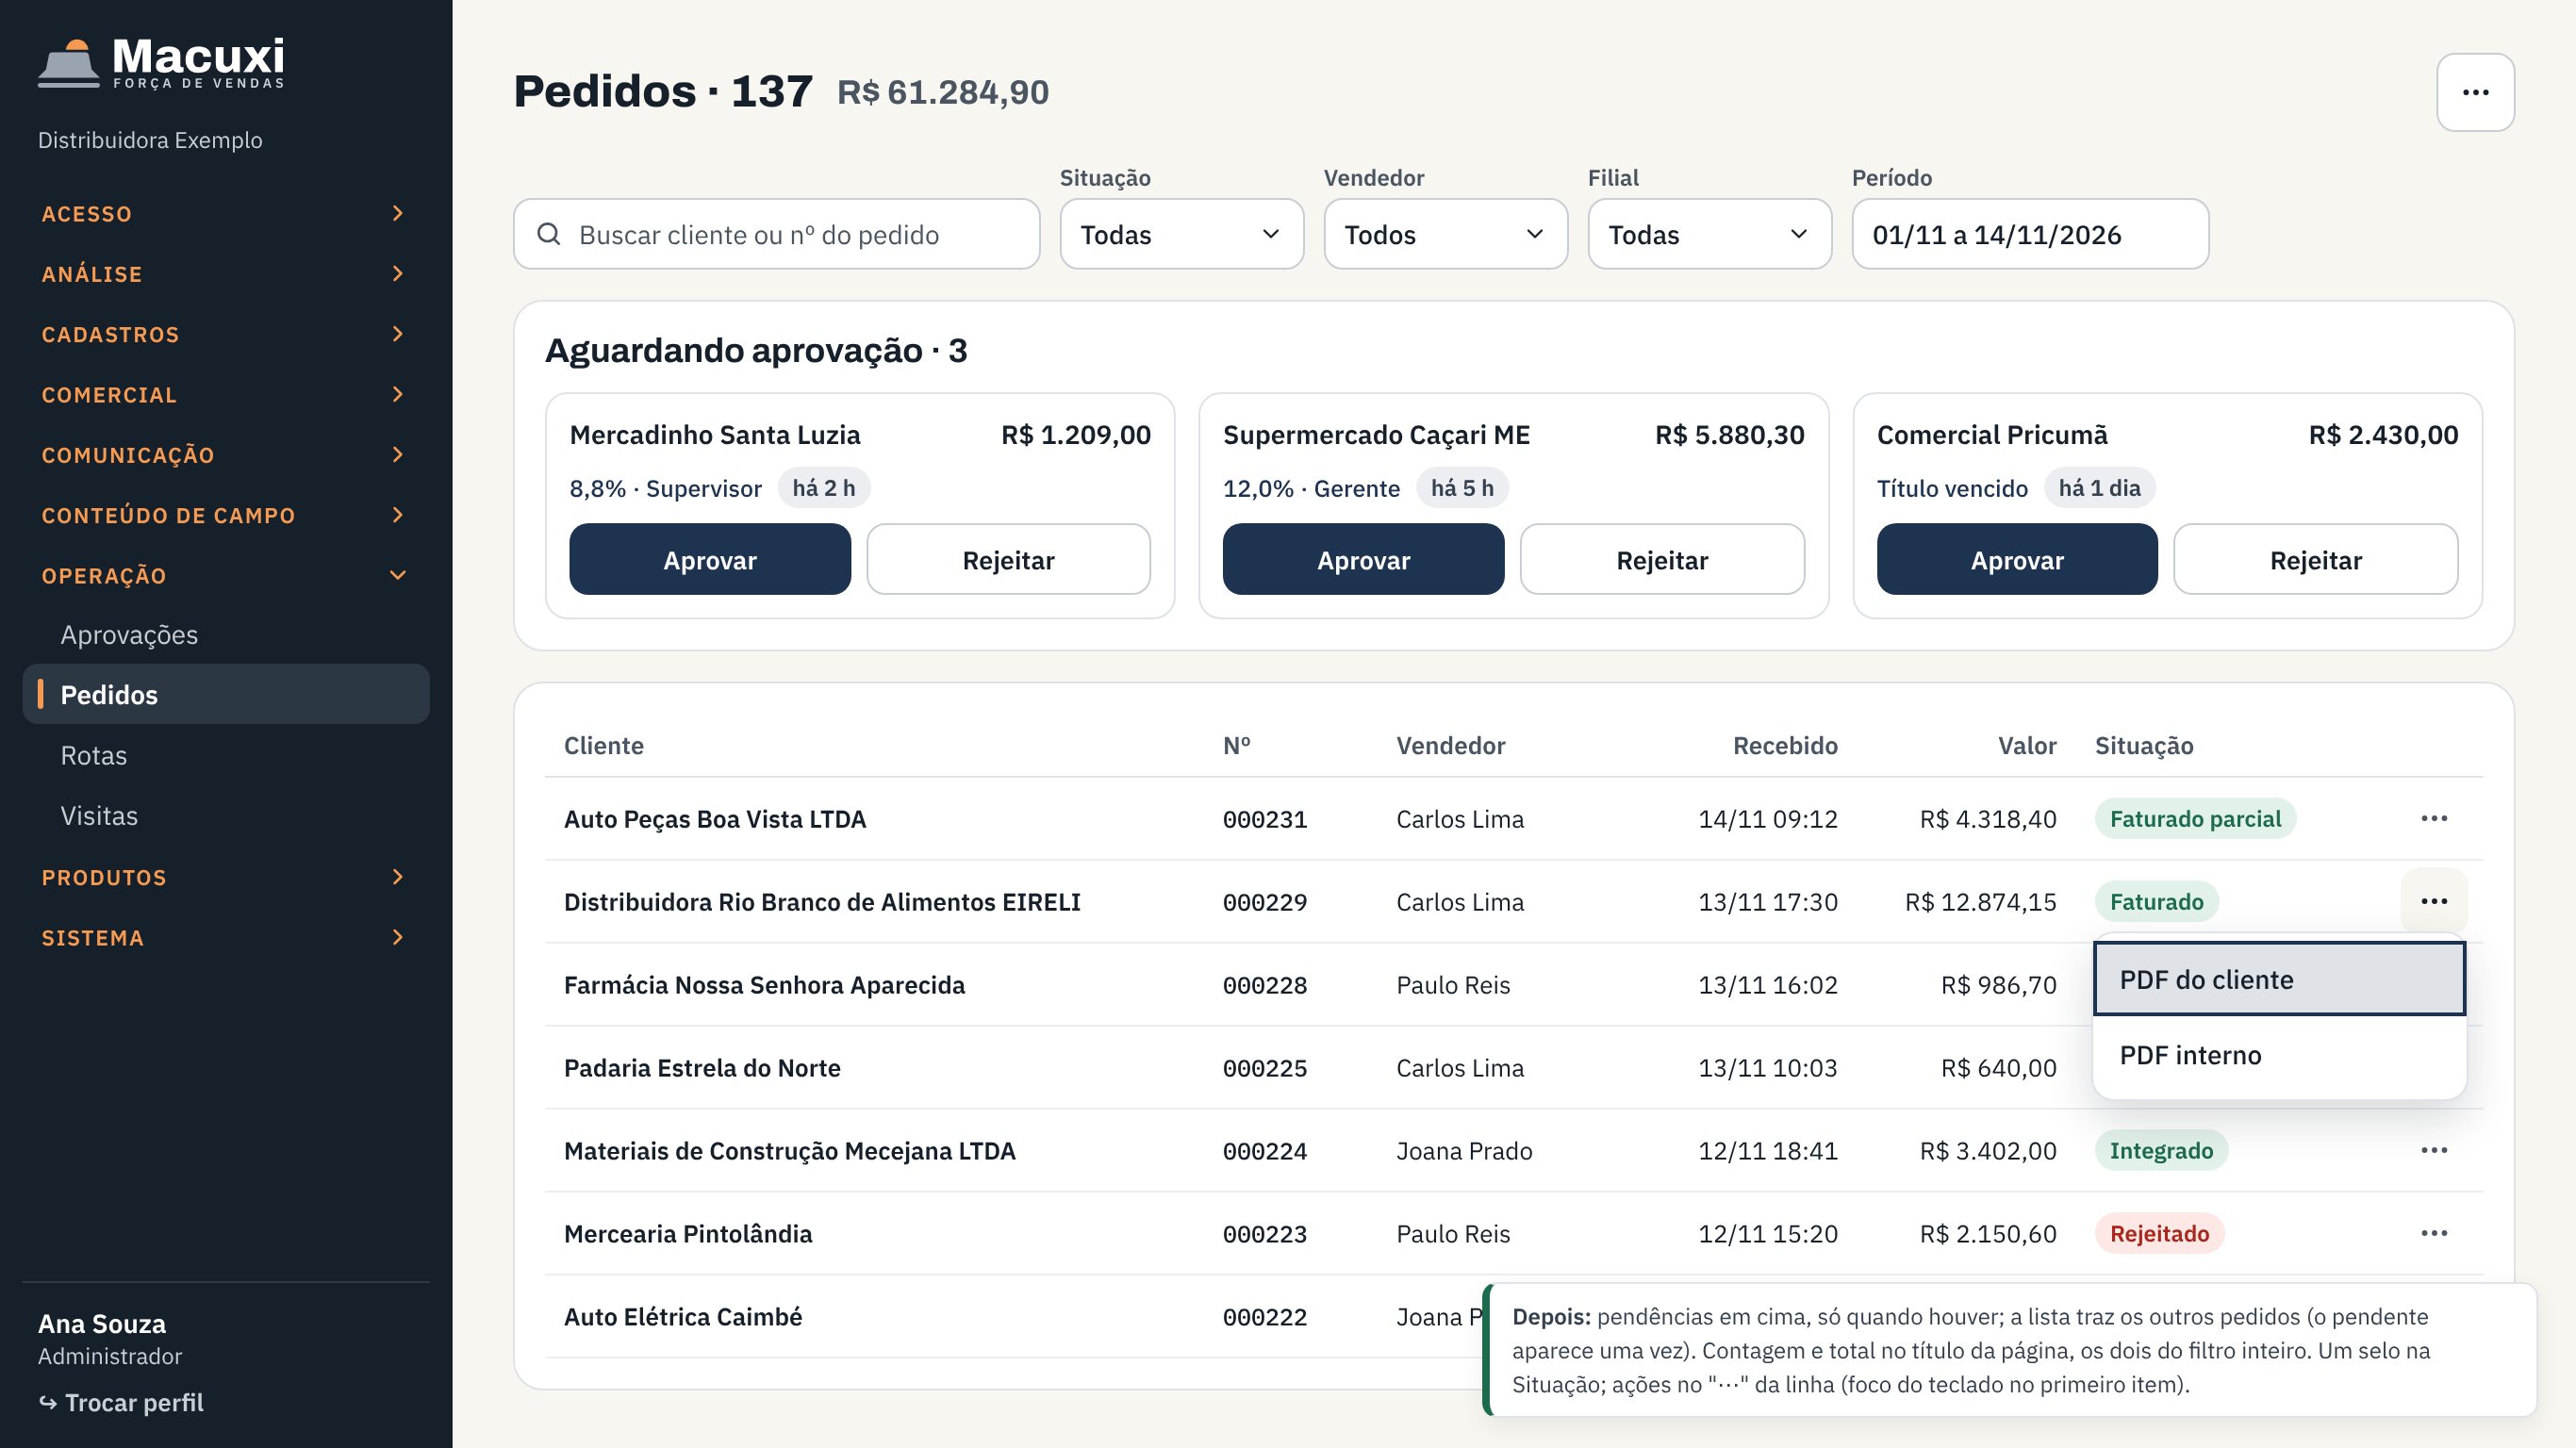 Macuxi
FORÇA DE VENDAS
Distribuidora Exemplo
ACESSO
ANÁLISE
CADASTROS
COMERCIAL
COMUNICAÇÃO
CONTEÚDO DE CAMPO
OPERAÇÃO
Aprovações
Pedidos
Rotas
Visitas
PRODUTOS
SISTEMA
Ana Souza
Administrador
↪ Trocar perfil
Pedidos · 137 R$ 61.284,90
Situação Vendedor Filial Período
Buscar cliente ou nº do pedido Todas Todos Todas 01/11 a 14/11/2026
Aguardando aprovação · 3
Mercadinho Santa Luzia R$ 1.209,00
8,8% · Supervisor há 2 h
Aprovar Rejeitar
Supermercado Caçari ME R$ 5.880,30
12,0% · Gerente há 5 h
Aprovar Rejeitar
Comercial Pricumã R$ 2.430,00
Título vencido há 1 dia
Aprovar Rejeitar
Cliente Nº Vendedor Recebido Valor Situação
Auto Peças Boa Vista LTDA 000231 Carlos Lima 14/11 09:12 R$ 4.318,40 Faturado parcial
Distribuidora Rio Branco de Alimentos EIRELI 000229 Carlos Lima 13/11 17:30 R$ 12.874,15 Faturado
Farmácia Nossa Senhora Aparecida 000228 Paulo Reis 13/11 16:02 R$ 986,70
PDF do cliente
PDF interno
Padaria Estrela do Norte 000225 Carlos Lima 13/11 10:03 R$ 640,00
Materiais de Construção Mecejana LTDA 000224 Joana Prado 12/11 18:41 R$ 3.402,00 Integrado
Mercearia Pintolândia 000223 Paulo Reis 12/11 15:20 R$ 2.150,60 Rejeitado
Auto Elétrica Caimbé 000222 Joana
Depois: pendências em cima, só quando houver; a lista traz os outros pedidos (o pendente
aparece uma vez). Contagem e total no título da página, os dois do filtro inteiro. Um selo na
Situação; ações no "⋯" da linha (foco do teclado no primeiro item).